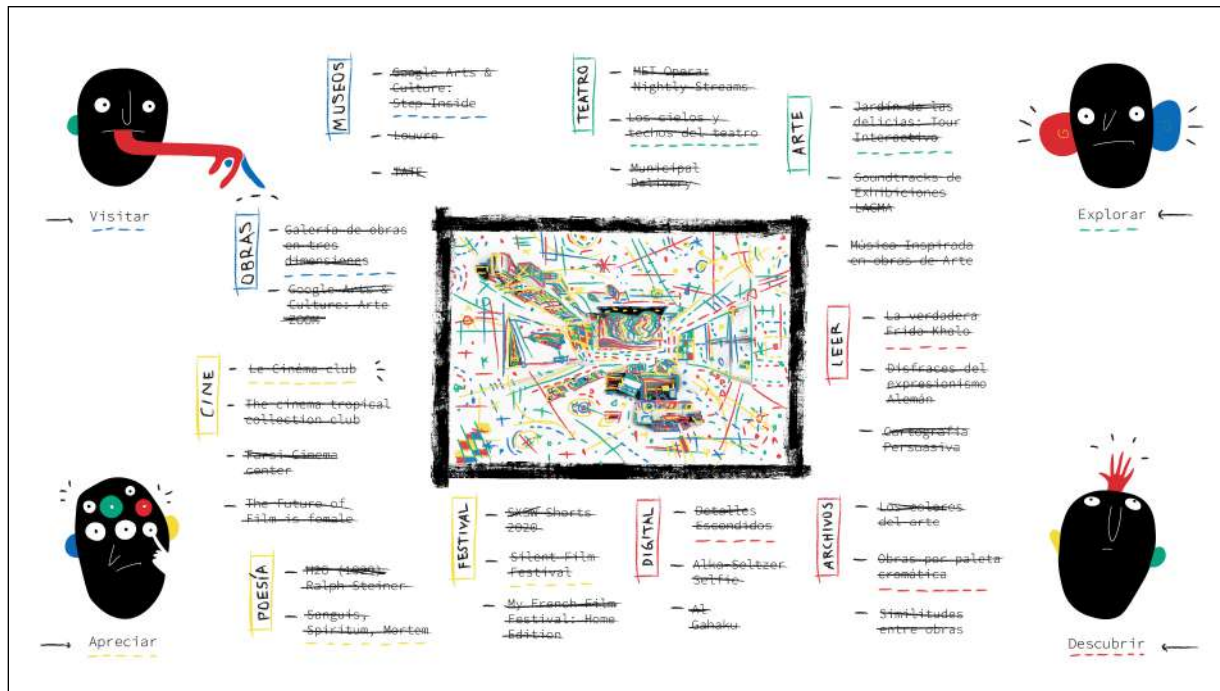 Visitar
MUSEOS
Google Arts &
Culture:
Step Inside
Louvre
TATE
OBRAS
Galería de obras
en tres
dimensiones
Google Arts &
Culture: Arte
ZOOM
TEATRO
MET Opera:
Nightly Streams
Los cielos y
techos del teatro
Municipal
Delivery
ARTE
Jardín de las
delicias: Tour
Interactivo
Soundtracks de
Exhibiciones
LACMA
Música Inspirada
en obras de Arte
G
Explorar
CINE
Le Cinéma club
The cinema tropical
collection club
Farsi Cinema
center
The future of
Film is female
POESÍA
H2O (1929).
Ralph Steiner
Sanguis,
Spiritum, Mortem
Apreciar
FESTIVAL
SXSW Shorts
2020
Silent Film
Festival
My French Film
Festival: Home
Edition
DIGITAL
Detalles
Escondidos
Alka-Seltzer
Selfie
AI
Gahaku
LEER
La verdadera
Frida Khalo
Disfraces del
expresionismo
Alemán
Cartografía
Persuasiva
ARCHIVOS
Los colores
del arte
Obras por paleta
cromática
Similitudes
entre obras
Descubrir